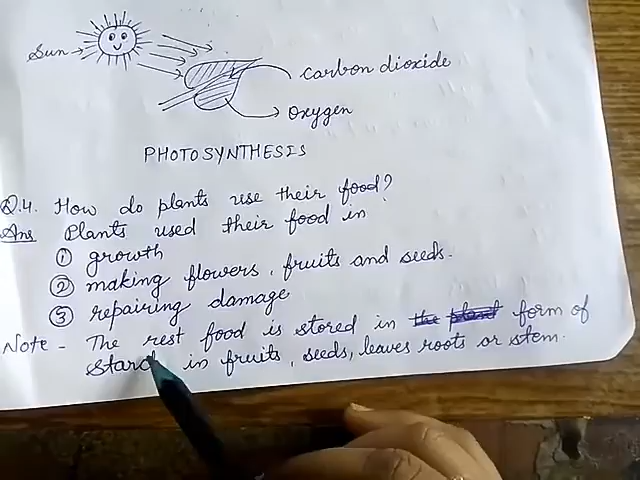 Sun
carbon dioxide
oxygen
PHOTOSYNTHESIS
Q.4. How do plants use their food?
Ans Plants used their food in
① growth
② making flowers, fruits and seeds.
③ repairing damage
Note - The rest food is stored in the plant form of
starch in fruits, seeds, leaves roots or stem.